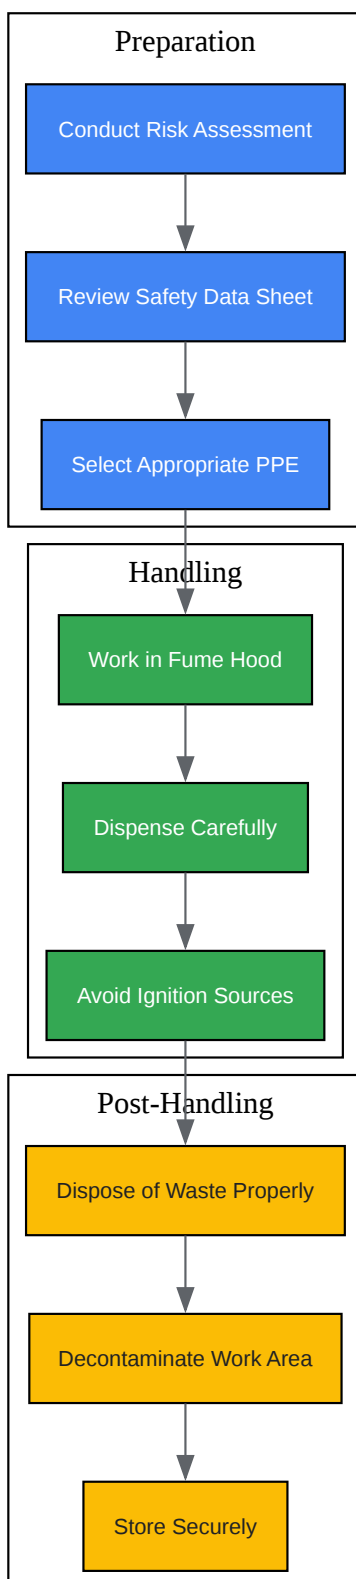 Preparation
Conduct Risk Assessment
Review Safety Data Sheet
Select Appropriate PPE
Handling
Work in Fume Hood
Dispense Carefully
Avoid Ignition Sources
Post-Handling
Dispose of Waste Properly
Decontaminate Work Area
Store Securely